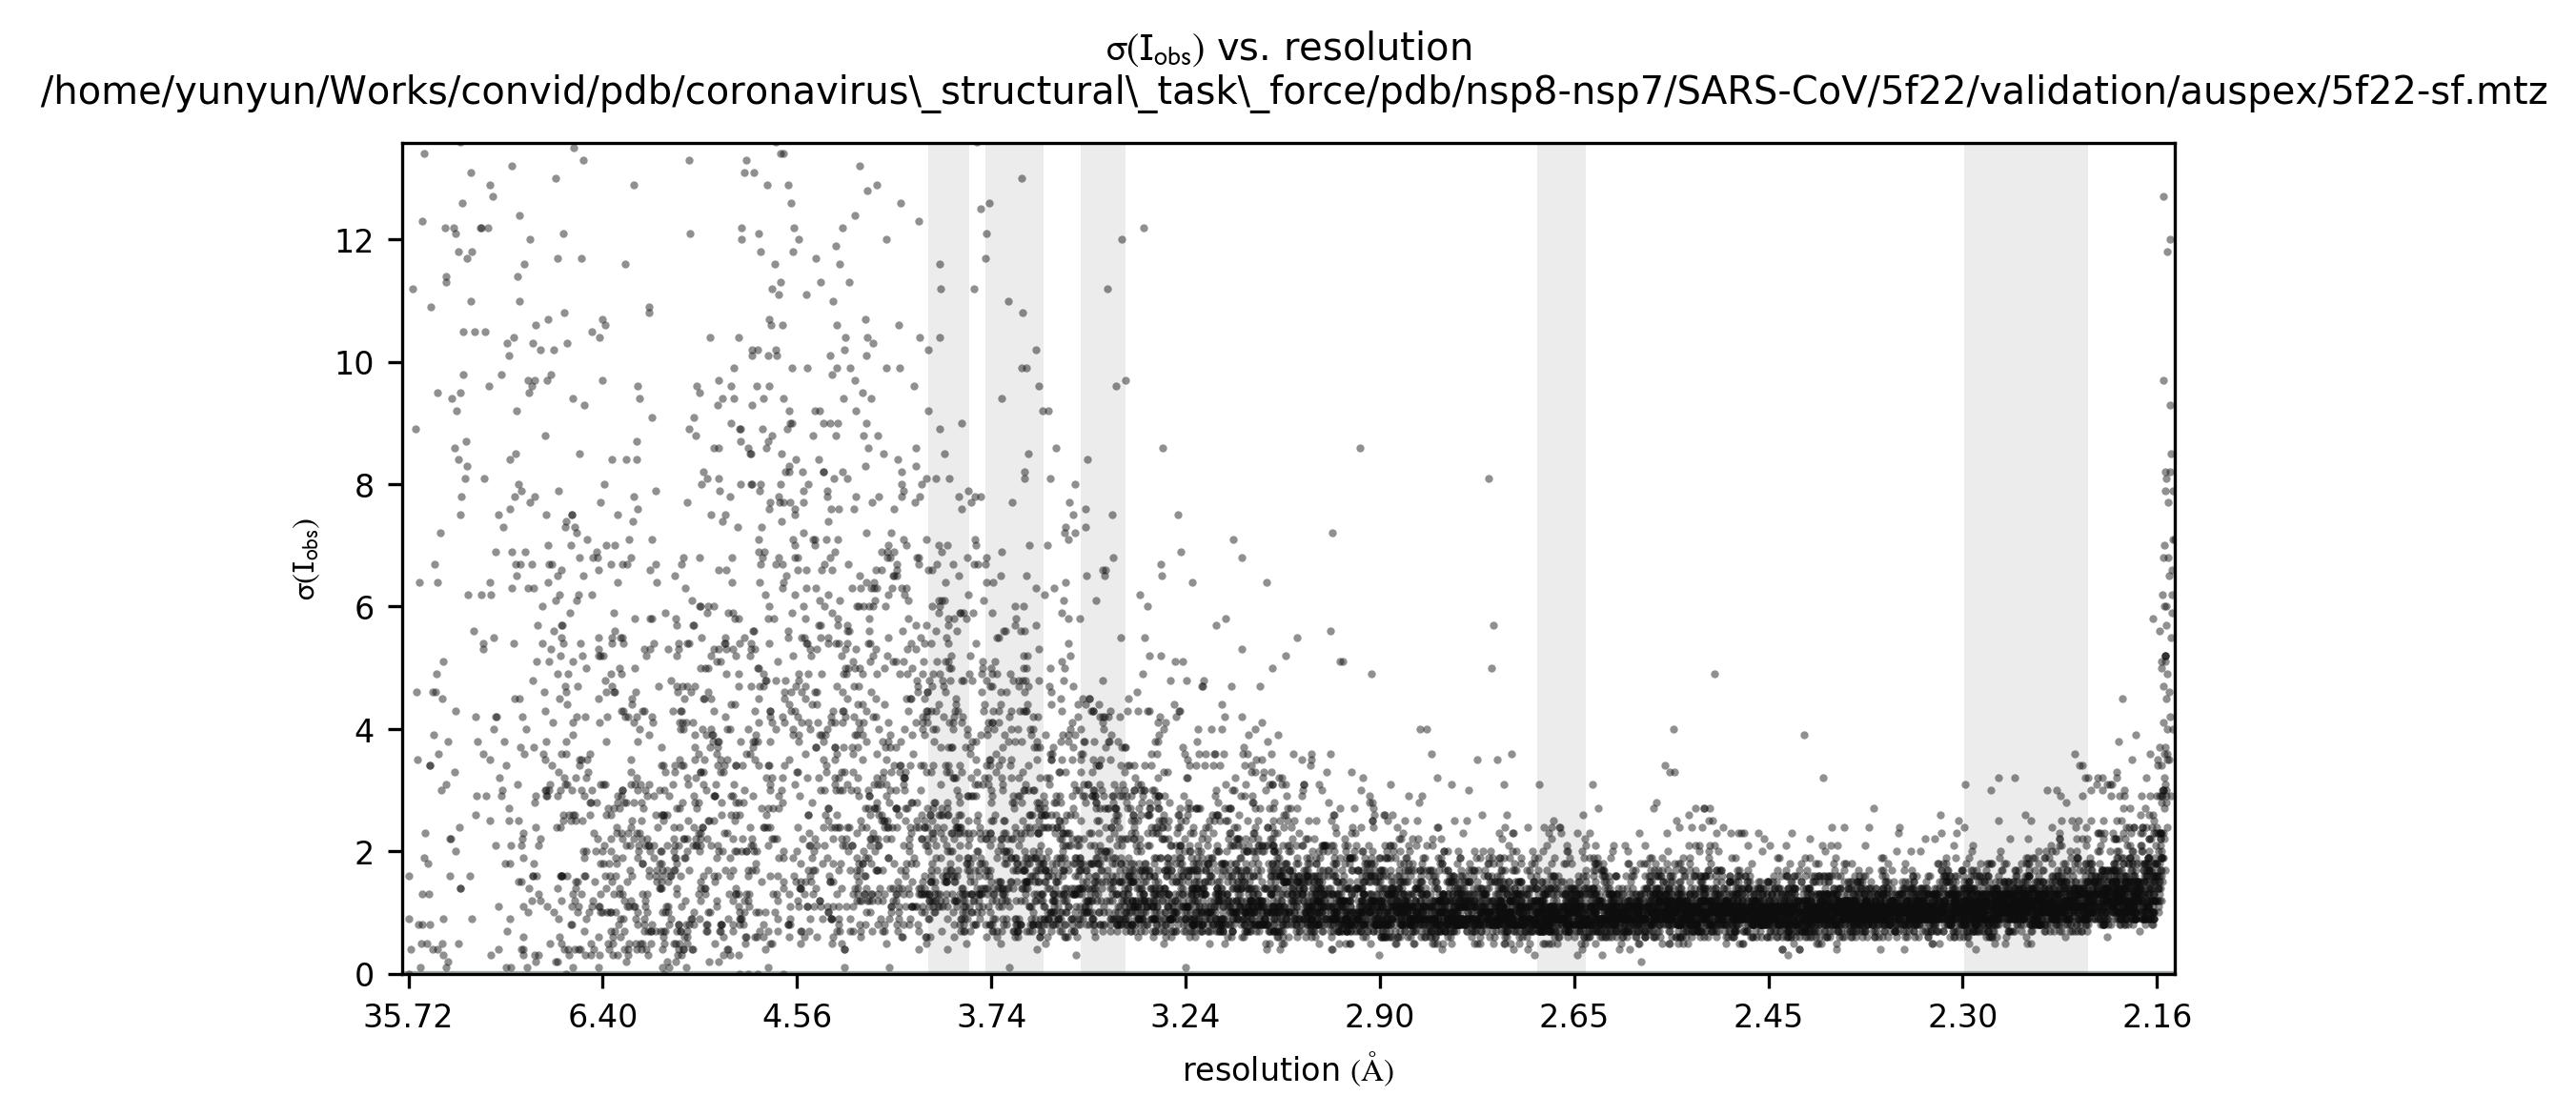 σ(I_obs) vs. resolution
/home/yunyun/Works/convid/pdb/coronavirus\_structural\_task\_force/pdb/nsp8-nsp7/SARS-CoV/5f22/validation/auspex/5f22-sf.mtz
σ(I_obs)
12
10
8
6
4
2
0
35.72 6.40 4.56 3.74 3.24 2.90 2.65 2.45 2.30 2.16
resolution (Å)